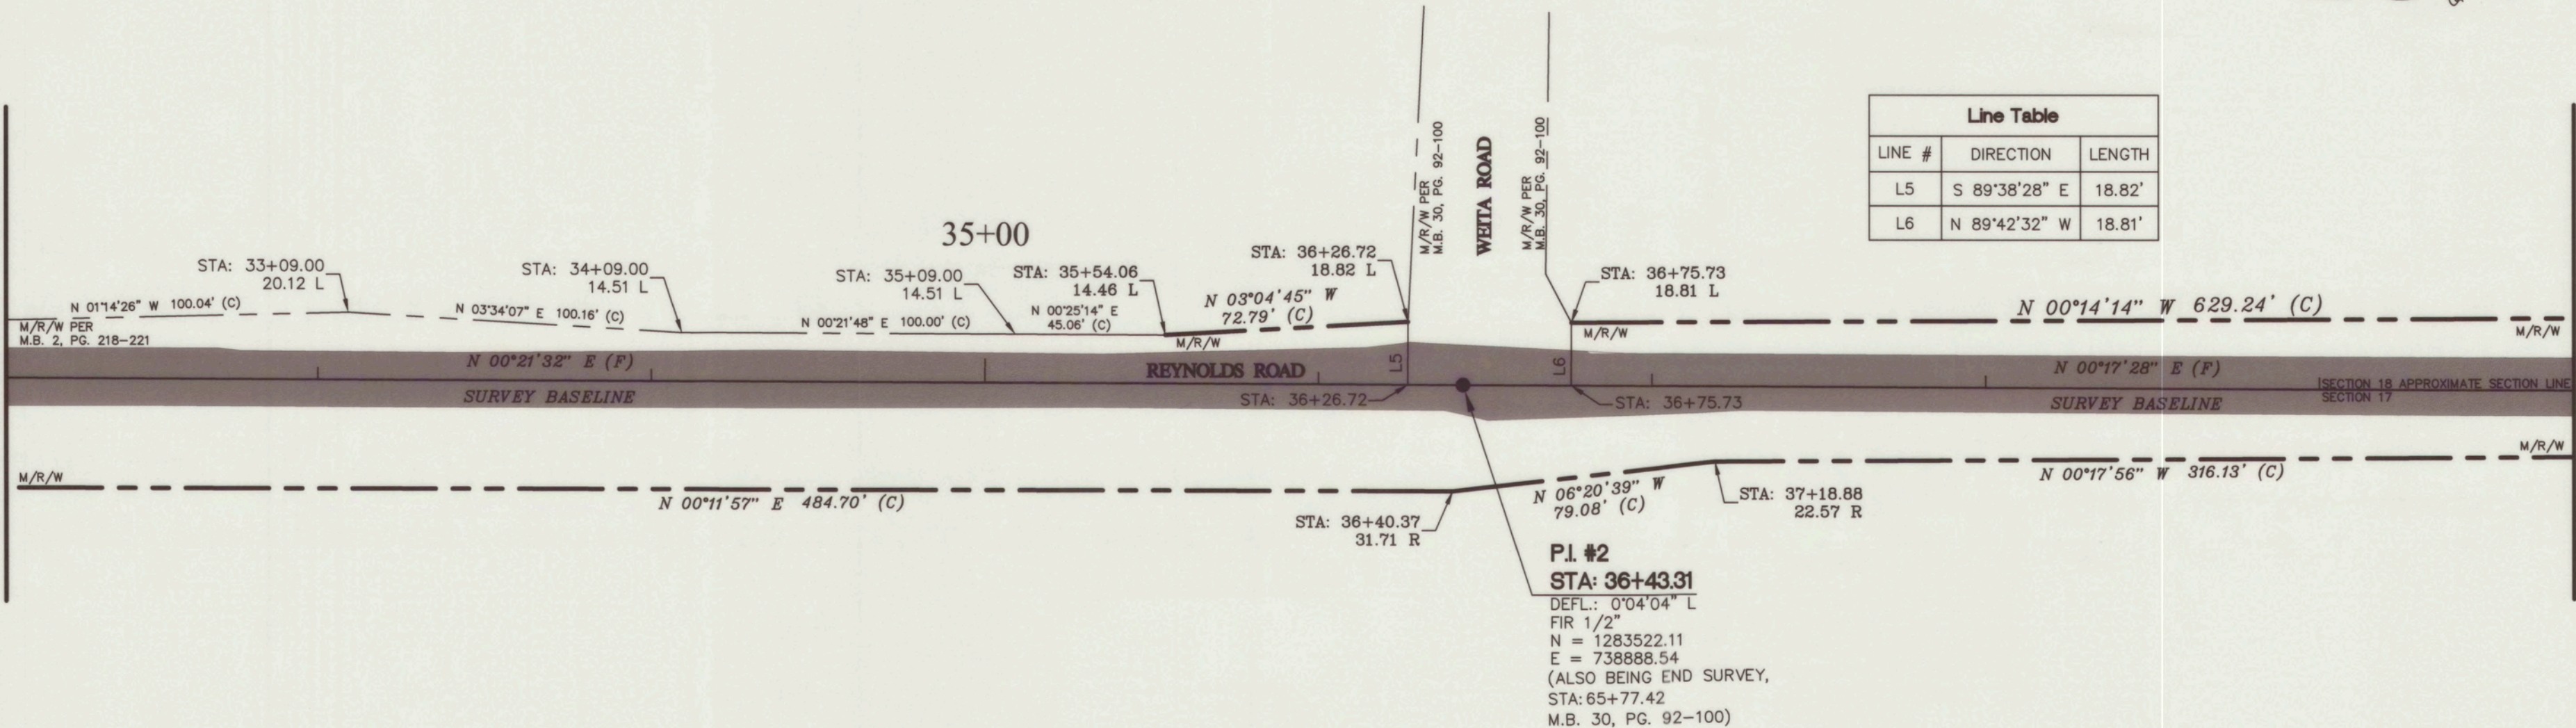 Line Table
LINE # DIRECTION LENGTH
L5 S 89°38'28" E 18.82'
L6 N 89°42'32" W 18.81'
M/R/W PER
M.B. 30, PG. 92-100
WEITA ROAD
M/R/W PER
M.B. 30, PG. 92-100
35+00
STA: 33+09.00
20.12 L
STA: 34+09.00
14.51 L
STA: 35+09.00
14.51 L
STA: 35+54.06
14.46 L
STA: 36+26.72
18.82 L
STA: 36+75.73
18.81 L
N 01°14'26" W 100.04' (C)
N 03°34'07" E 100.16' (C)
N 00°21'48" E 100.00' (C)
N 00°25'14" E
45.06' (C)
N 03°04'45" W
72.79' (C)
N 00°14'14" W 629.24' (C)
M/R/W PER
M.B. 2, PG. 218-221
M/R/W
M/R/W
M/R/W
N 00°21'32" E (F)
REYNOLDS ROAD
L5
L6
N 00°17'28" E (F)
SURVEY BASELINE
STA: 36+26.72
STA: 36+75.73
SURVEY BASELINE
SECTION 18 APPROXIMATE SECTION LINE
SECTION 17
M/R/W
M/R/W
N 00°11'57" E 484.70' (C)
N 06°20'39" W
79.08' (C)
N 00°17'56" W 316.13' (C)
STA: 36+40.37
31.71 R
STA: 37+18.88
22.57 R
P.I. #2
STA: 36+43.31
DEFL.: 0°04'04" L
FIR 1/2"
N = 1283522.11
E = 738888.54
(ALSO BEING END SURVEY,
STA: 65+77.42
M.B. 30, PG. 92-100)